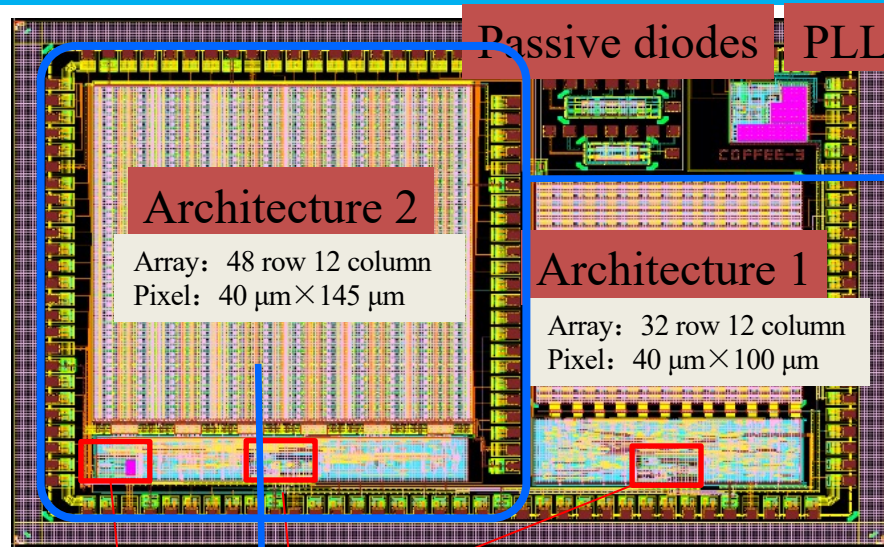 Passive diodes
PLL
COFFEE-3
Architecture 2
Array：48 row 12 column
Pixel：40 μm×145 μm
Architecture 1
Array：32 row 12 column
Pixel：40 μm×100 μm